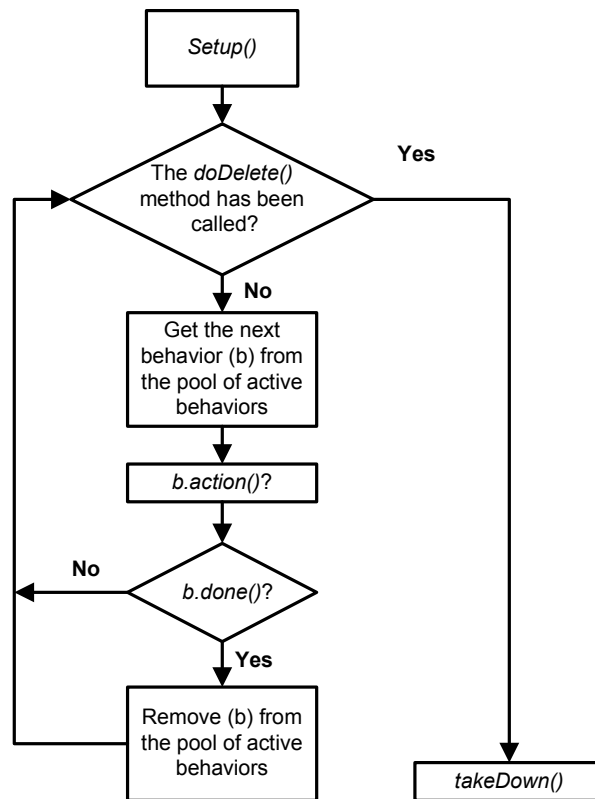 Setup()
The doDelete()
method has been
called?
Yes
No
Get the next
behavior (b) from
the pool of active
behaviors
b.action()?
b.done()?
No
Yes
Remove (b) from
the pool of active
behaviors
takeDown()